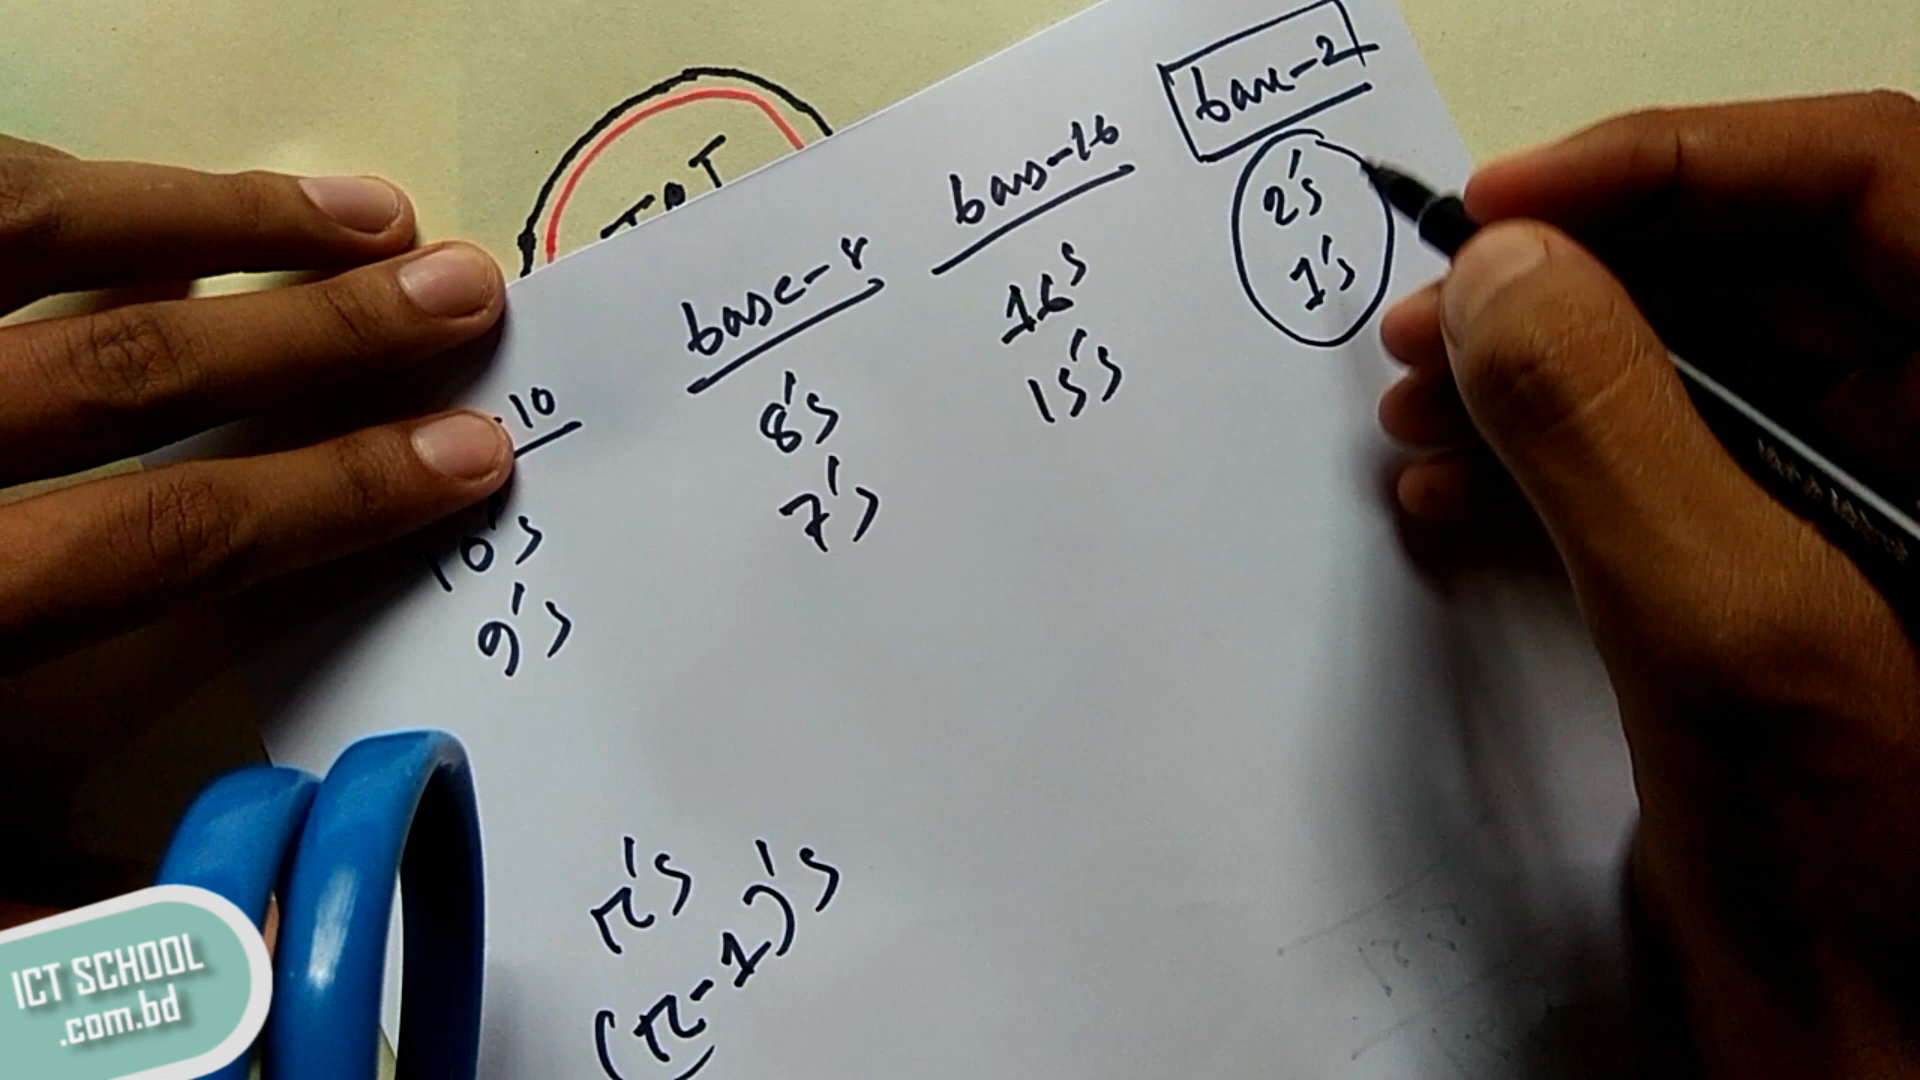 base-2
base-16
base-8
-10
2's
1's
16's
15's
8's
7's
10's
9's
r's
(r-1)'s
ICT SCHOOL
.com.bd